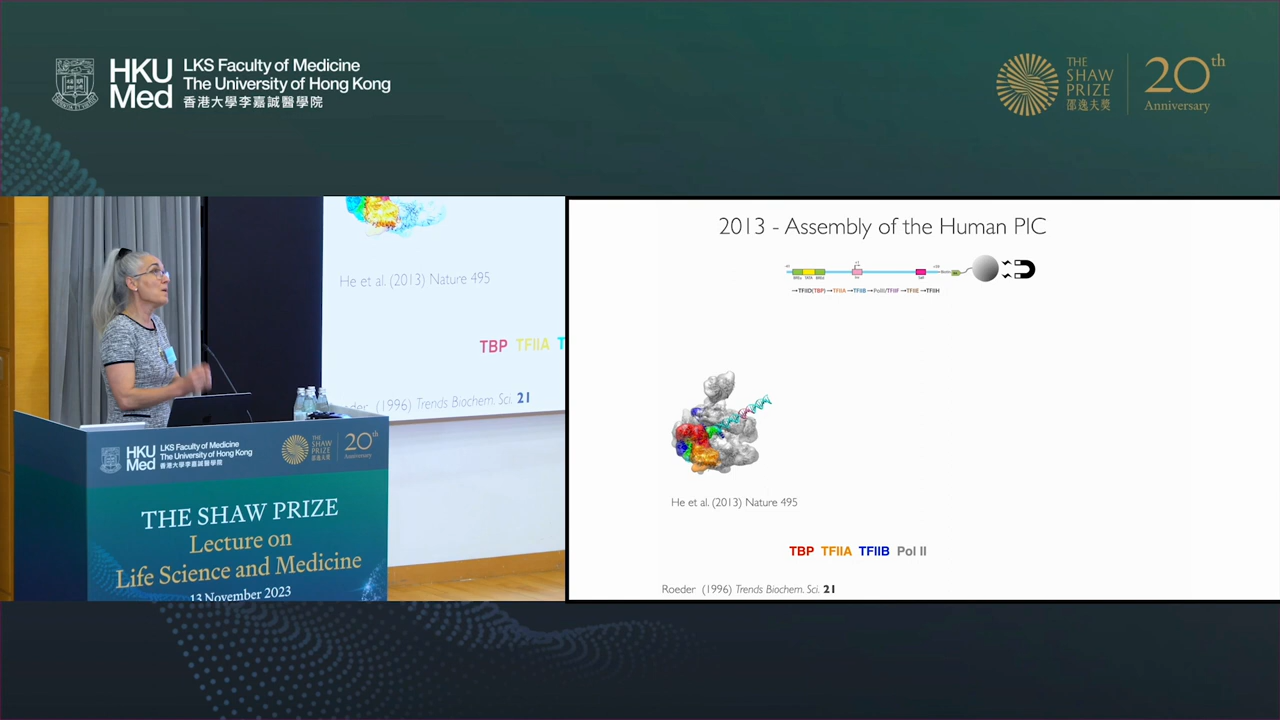 HKU
Med
LKS Faculty of Medicine
The University of Hong Kong
香港大學李嘉誠醫學院
THE
SHAW
PRIZE
邵逸夫獎
20th
Anniversary
He et al. (2013) Nature 495
TBP TFIIA
(1996) Trends Biochem. Sci. 21
HKU
Med
LKS Faculty of Medicine
The University of Hong Kong
香港大學李嘉誠醫學院
THE
SHAW
PRIZE
20th
Anniversary
THE SHAW PRIZE
Lecture on
Life Science and Medicine
13 November 2023
2013 - Assembly of the Human PIC
→TFIID(TBP) →TFIIA →TFIIB →PolII/TFIIF →TFIIE →TFIIH
He et al. (2013) Nature 495
TBP TFIIA TFIIB Pol II
Roeder (1996) Trends Biochem. Sci. 21